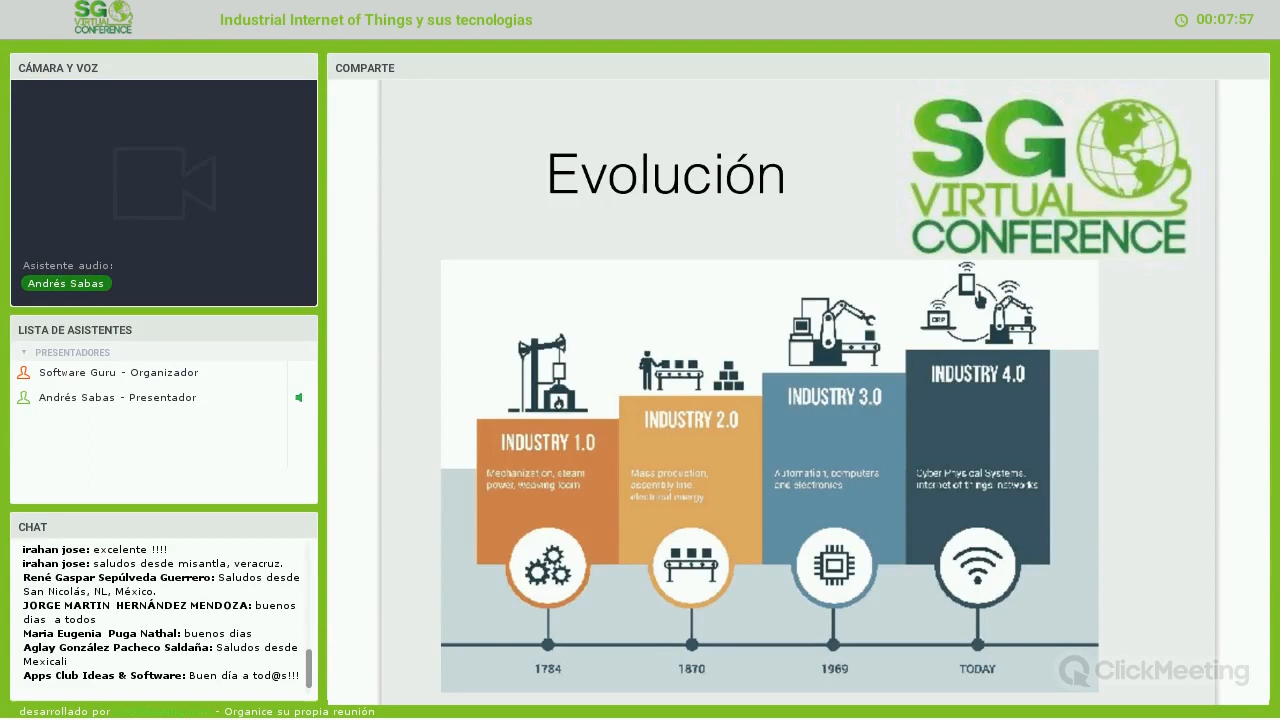 SG
VIRTUAL
CONFERENCE
Industrial Internet of Things y sus tecnologias
00:07:57
CÁMARA Y VOZ
Asistente audio:
Andrés Sabas
LISTA DE ASISTENTES
PRESENTADORES
Software Guru - Organizador
Andrés Sabas - Presentador
CHAT
irahan jose: excelente !!!!
irahan jose: saludos desde misantla, veracruz.
René Gaspar Sepúlveda Guerrero: Saludos desde
San Nicolás, NL, México.
JORGE MARTIN HERNÁNDEZ MENDOZA: buenos
dias a todos
Maria Eugenia Puga Nathal: buenos dias
Aglay González Pacheco Saldaña: Saludos desde
Mexicali
Apps Club Ideas & Software: Buen día a tod@s!!!
desarrollado por - Organice su propia reunión
COMPARTE
Evolución
SG
VIRTUAL
CONFERENCE
INDUSTRY 1.0
Mechanization, steam
power, weaving loom
INDUSTRY 2.0
Mass production,
assembly line,
electrical energy
INDUSTRY 3.0
Automation, computers
and electronics
ERP
INDUSTRY 4.0
Cyber Physical Systems,
internet of things, networks
1784
1870
1969
TODAY
ClickMeeting